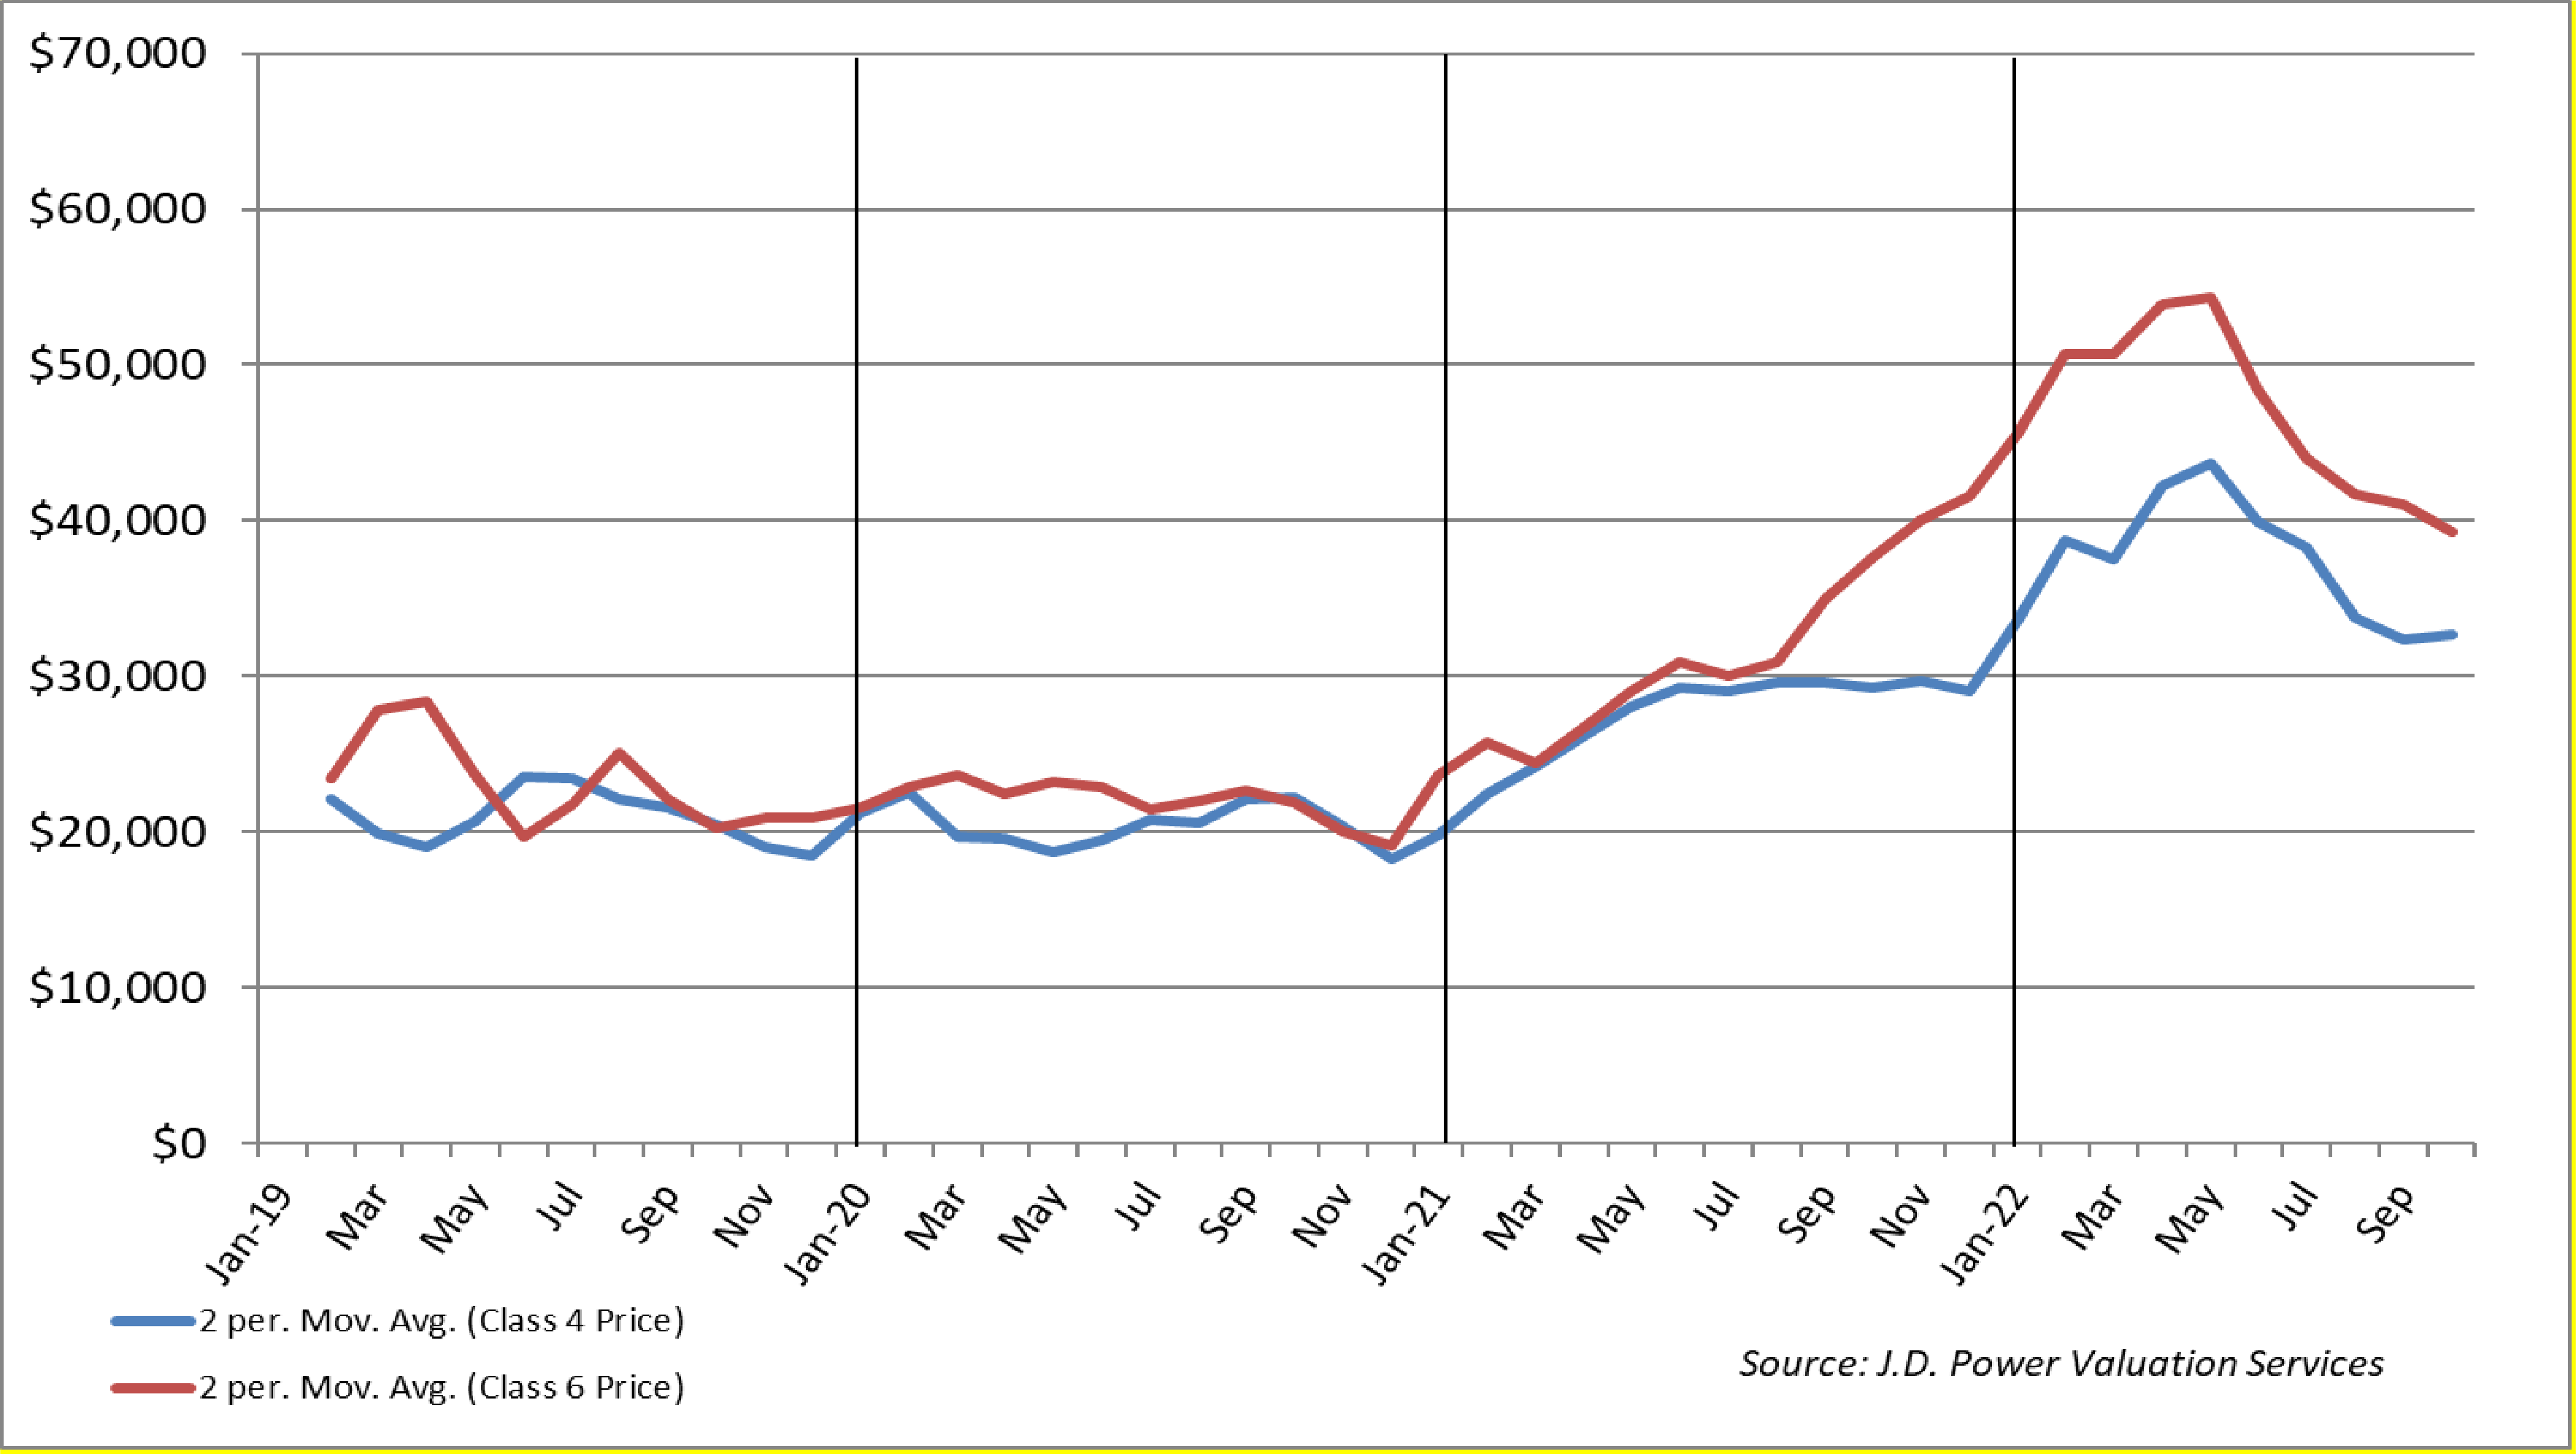 $70,000
$60,000
$50,000
$40,000
$30,000
$20,000
$10,000
$0
Jan-19 Mar May Jul Sep Nov Jan-20 Mar May Jul Sep Nov Jan-21 Mar May Jul Sep Nov Jan-22 Mar May Jul Sep
2 per. Mov. Avg. (Class 4 Price)
Source: J.D. Power Valuation Services
2 per. Mov. Avg. (Class 6 Price)